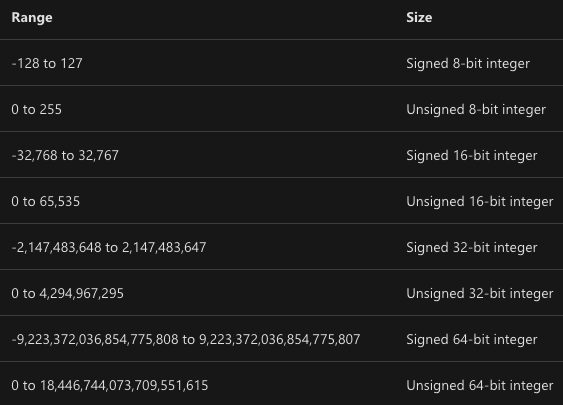 Range Size
-128 to 127 Signed 8-bit integer
0 to 255 Unsigned 8-bit integer
-32,768 to 32,767 Signed 16-bit integer
0 to 65,535 Unsigned 16-bit integer
-2,147,483,648 to 2,147,483,647 Signed 32-bit integer
0 to 4,294,967,295 Unsigned 32-bit integer
-9,223,372,036,854,775,808 to 9,223,372,036,854,775,807 Signed 64-bit integer
0 to 18,446,744,073,709,551,615 Unsigned 64-bit integer